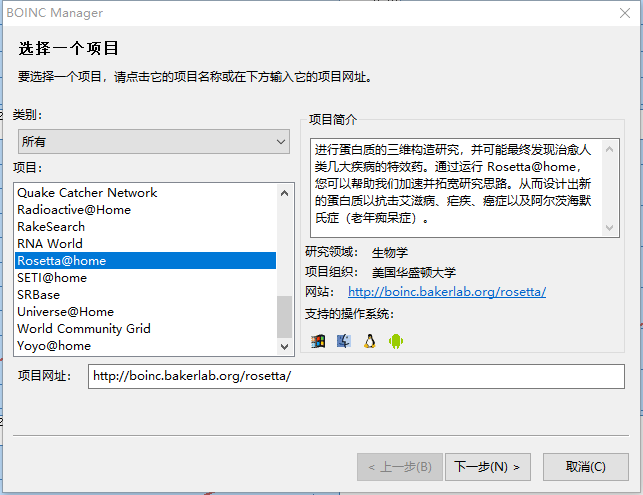 BOINC Manager
选择一个项目
要选择一个项目，请点击它的项目名称或在下方输入它的项目网址。
类别：
所有
项目：
Quake Catcher Network
Radioactive@Home
RakeSearch
RNA World
Rosetta@home
SETI@home
SRBase
Universe@Home
World Community Grid
Yoyo@home
项目简介
进行蛋白质的三维构造研究，并可能最终发现治愈人
类几大疾病的特效药。通过运行 Rosetta@home，
您可以帮助我们加速并拓宽研究思路。从而设计出新
的蛋白质以抗击艾滋病、疟疾、癌症以及阿尔茨海默
氏症（老年痴呆症）。
研究领域： 生物学
项目组织： 美国华盛顿大学
网站： http://boinc.bakerlab.org/rosetta/
支持的操作系统：
项目网址： http://boinc.bakerlab.org/rosetta/
< 上一步(B) 下一步(N) > 取消(C)